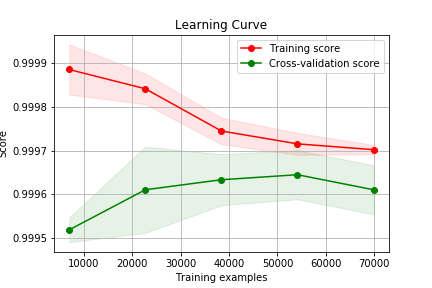 Learning Curve
Training score
Cross-validation score
0.9999
0.9998
0.9997
0.9996
0.9995
Score
10000 20000 30000 40000 50000 60000 70000
Training examples